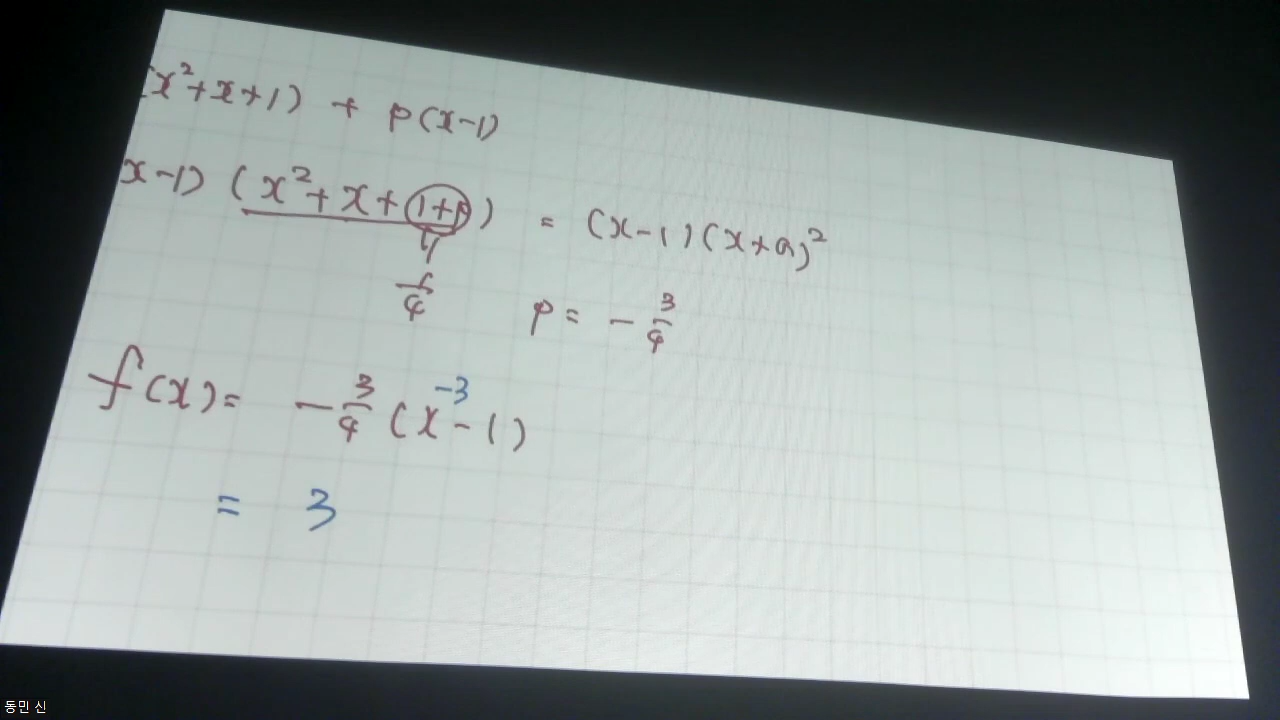 x²+x+1) + p(x-1)
x-1) (x²+x+1+p) = (x-1)(x+a)²
1/4 p = -3/4
f(x) = -3/4 (x-1) -3
= 3
동민 신